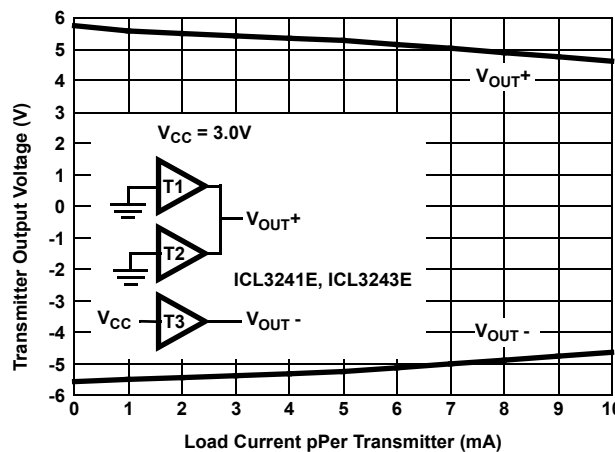 Transmitter Output Voltage (V)
6
5
4
3
2
1
0
-1
-2
-3
-4
-5
-6
VOUT+
VCC = 3.0V
T1
VOUT+
T2
ICL3241E, ICL3243E
VCC
T3
VOUT -
VOUT -
0 1 2 3 4 5 6 7 8 9 10
Load Current pPer Transmitter (mA)